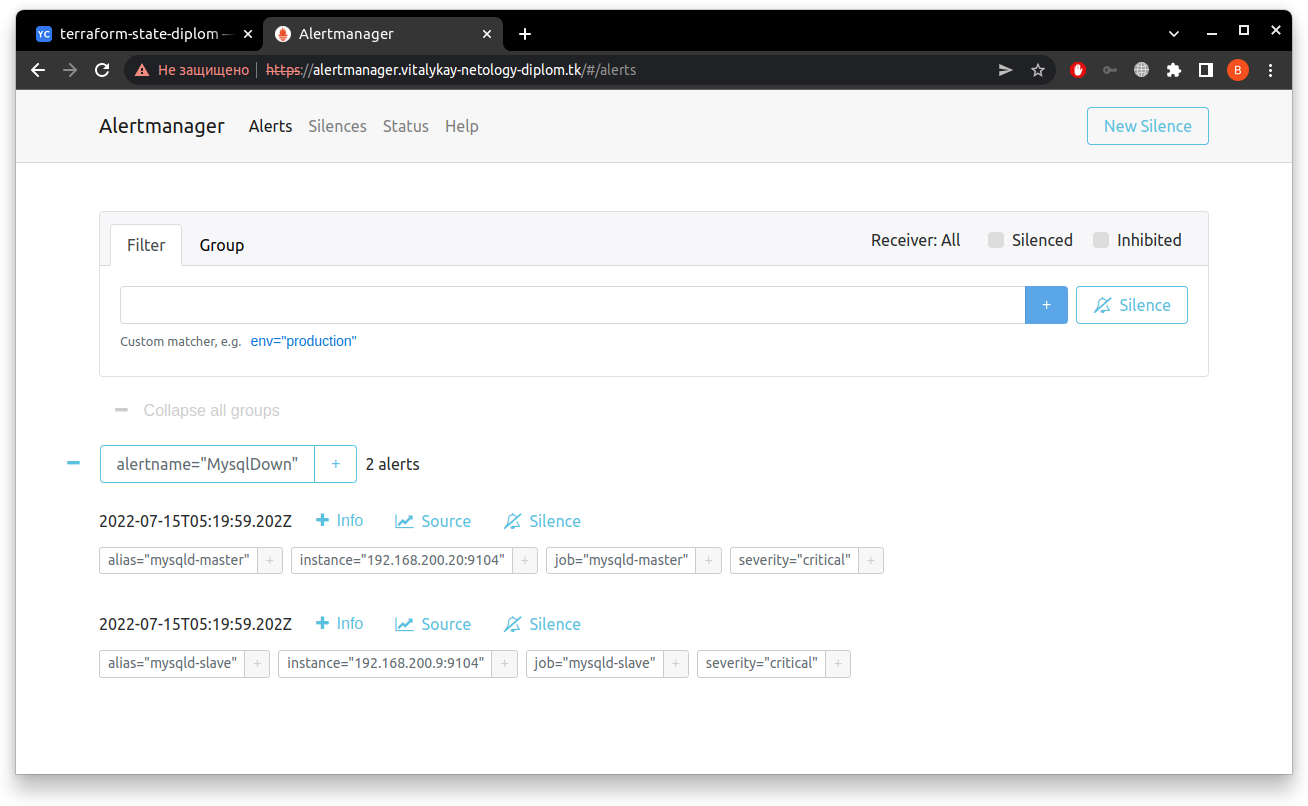 YC terraform-state-diplom —
Alertmanager
Не защищено https://alertmanager.vitalykay-netology-diplom.tk/#/alerts
В
Alertmanager Alerts Silences Status Help New Silence
Filter Group Receiver: All Silenced Inhibited
+ Silence
Custom matcher, e.g. env="production"
Collapse all groups
alertname="MysqlDown" + 2 alerts
2022-07-15T05:19:59.202Z + Info Source Silence
alias="mysqld-master" + instance="192.168.200.20:9104" + job="mysqld-master" + severity="critical" +
2022-07-15T05:19:59.202Z + Info Source Silence
alias="mysqld-slave" + instance="192.168.200.9:9104" + job="mysqld-slave" + severity="critical" +